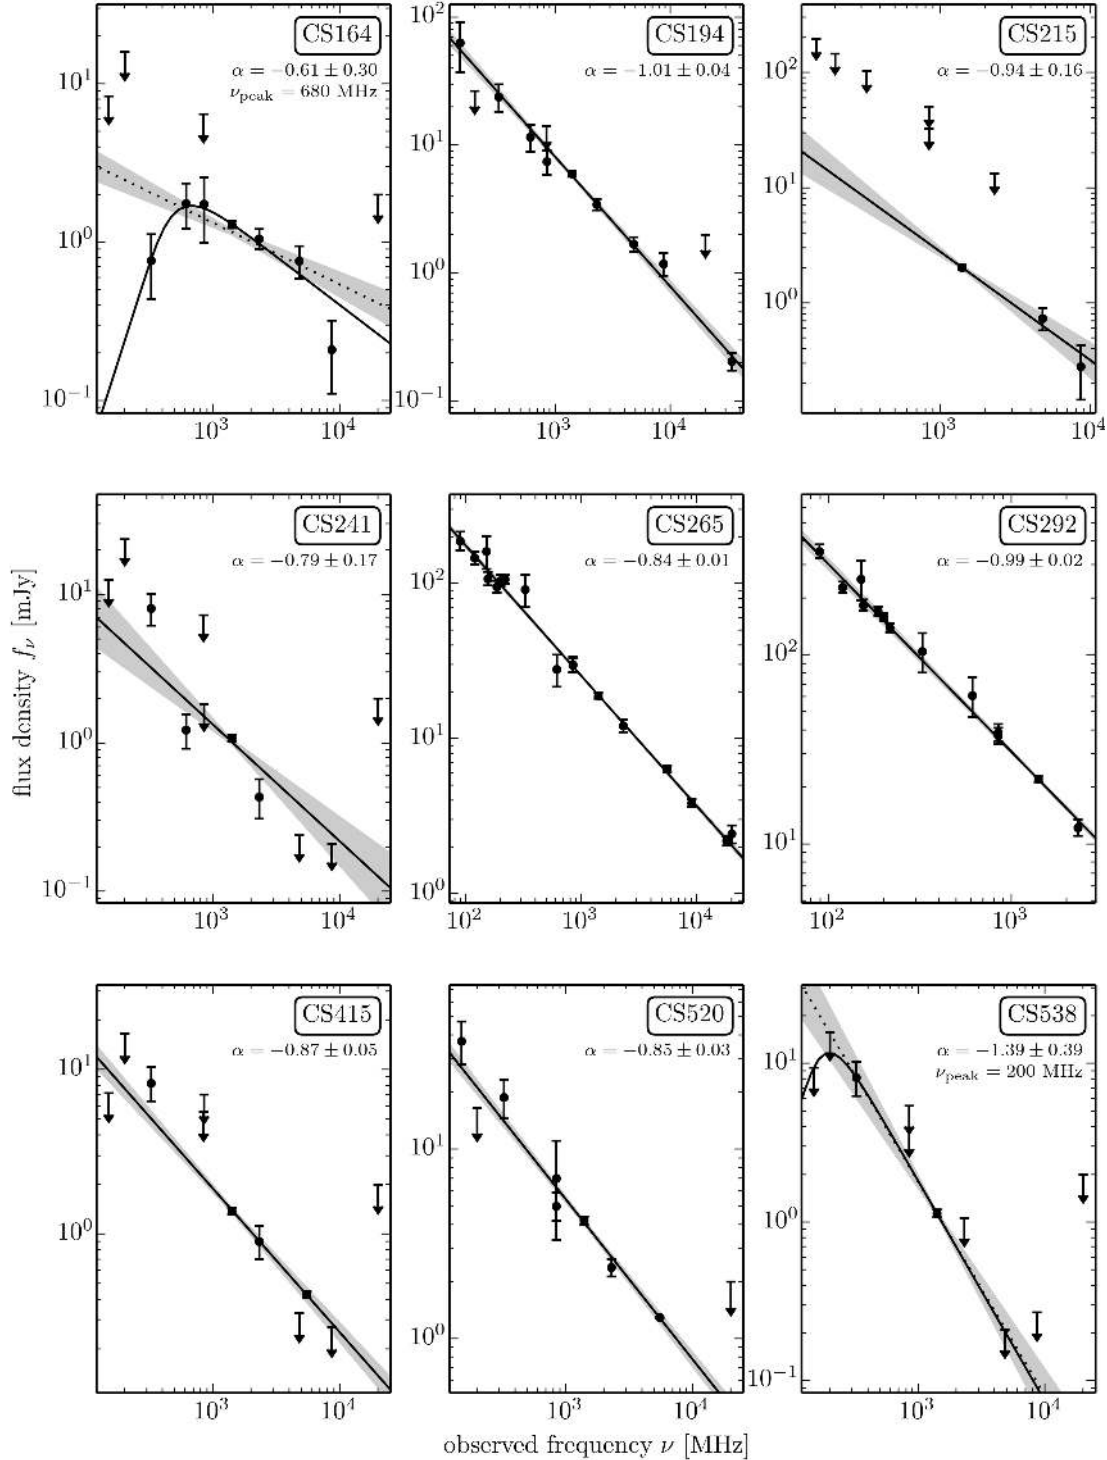 CS164
α = −0.61 ± 0.30
ν_peak = 680 MHz
10^1
10^0
10^−1
10^3
10^4
CS194
α = −1.01 ± 0.04
10^2
10^1
10^0
10^−1
10^3
10^4
CS215
α = −0.94 ± 0.16
10^2
10^1
10^0
10^3
10^4
flux density f_ν [mJy]
CS241
α = −0.79 ± 0.17
10^1
10^0
10^−1
10^3
10^4
CS265
α = −0.84 ± 0.01
10^2
10^1
10^0
10^2
10^3
10^4
CS292
α = −0.99 ± 0.02
10^2
10^1
10^2
10^3
CS415
α = −0.87 ± 0.05
10^1
10^0
10^3
10^4
CS520
α = −0.85 ± 0.03
10^1
10^0
10^3
10^4
CS538
α = −1.39 ± 0.39
ν_peak = 200 MHz
10^1
10^0
10^−1
10^3
10^4
observed frequency ν [MHz]